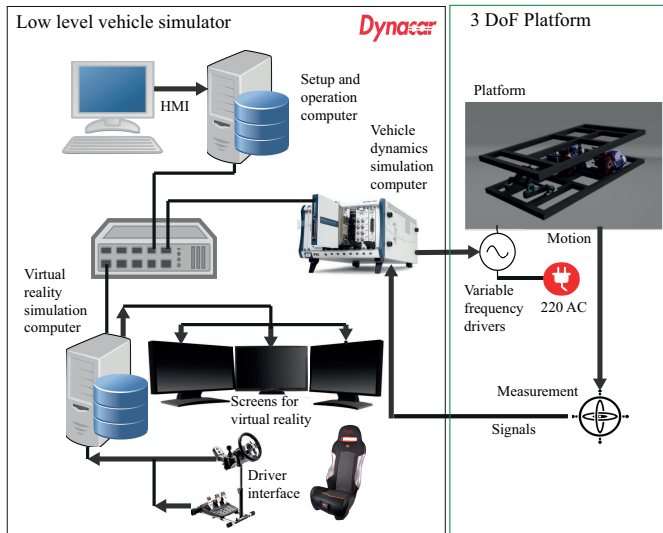 Low level vehicle simulator
Dynacar
3 DoF Platform
HMI
Setup and
operation
computer
Vehicle
dynamics
simulation
computer
Platform
Motion
Variable
frequency
drivers
220 AC
Virtual
reality
simulation
computer
Screens for
virtual reality
Measurement
Signals
Driver
interface